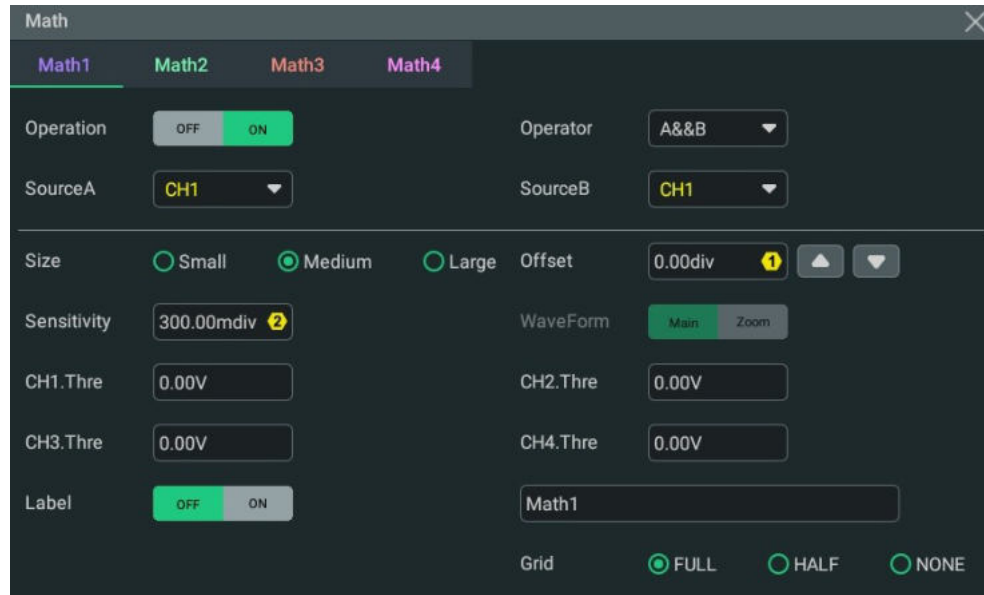 Math
Math1 Math2 Math3 Math4
Operation OFF ON Operator A&&B
SourceA CH1 SourceB CH1
Size Small Medium Large Offset 0.00div 1
Sensitivity 300.00mdiv 2 WaveForm Main Zoom
CH1.Thre 0.00V CH2.Thre 0.00V
CH3.Thre 0.00V CH4.Thre 0.00V
Label OFF ON Math1
Grid FULL HALF NONE